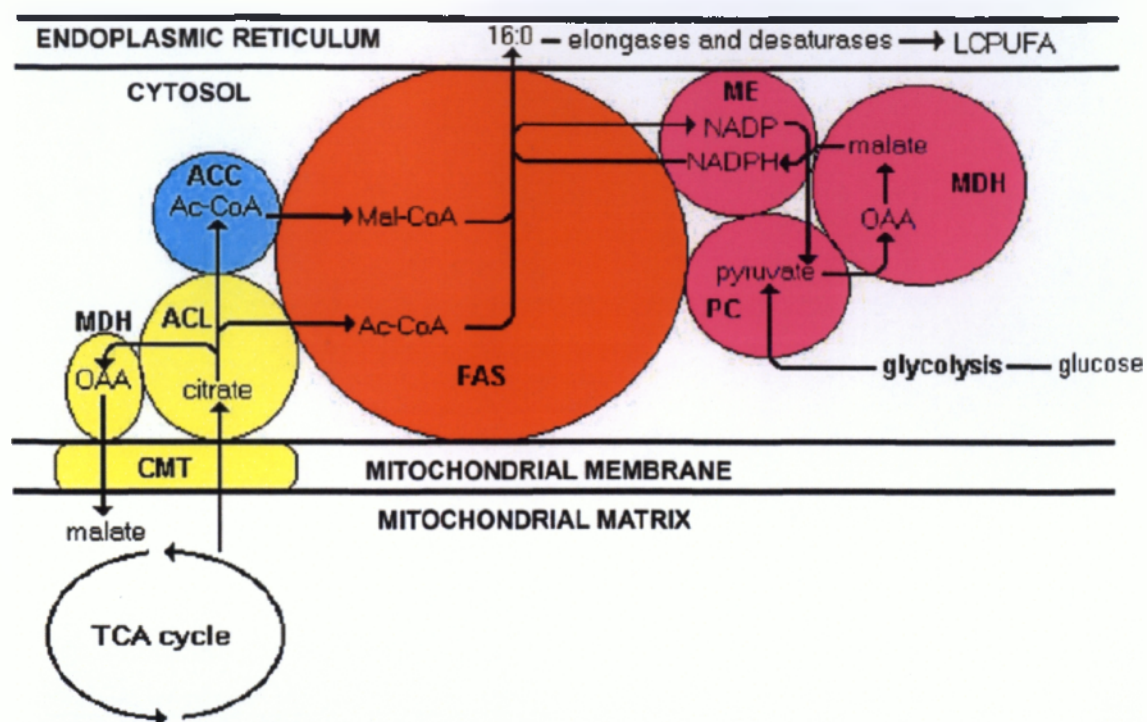 ENDOPLASMIC RETICULUM
16:0 – elongases and desaturases LCPUFA
CYTOSOL
ME
NADP
NADPH
malate
MDH
OAA
ACC
Ac-CoA
Mal-CoA
pyruvate
PC
MDH
ACL
Ac-CoA
OAA
citrate
FAS
glycolysis glucose
CMT
MITOCHONDRIAL MEMBRANE
MITOCHONDRIAL MATRIX
malate
TCA cycle